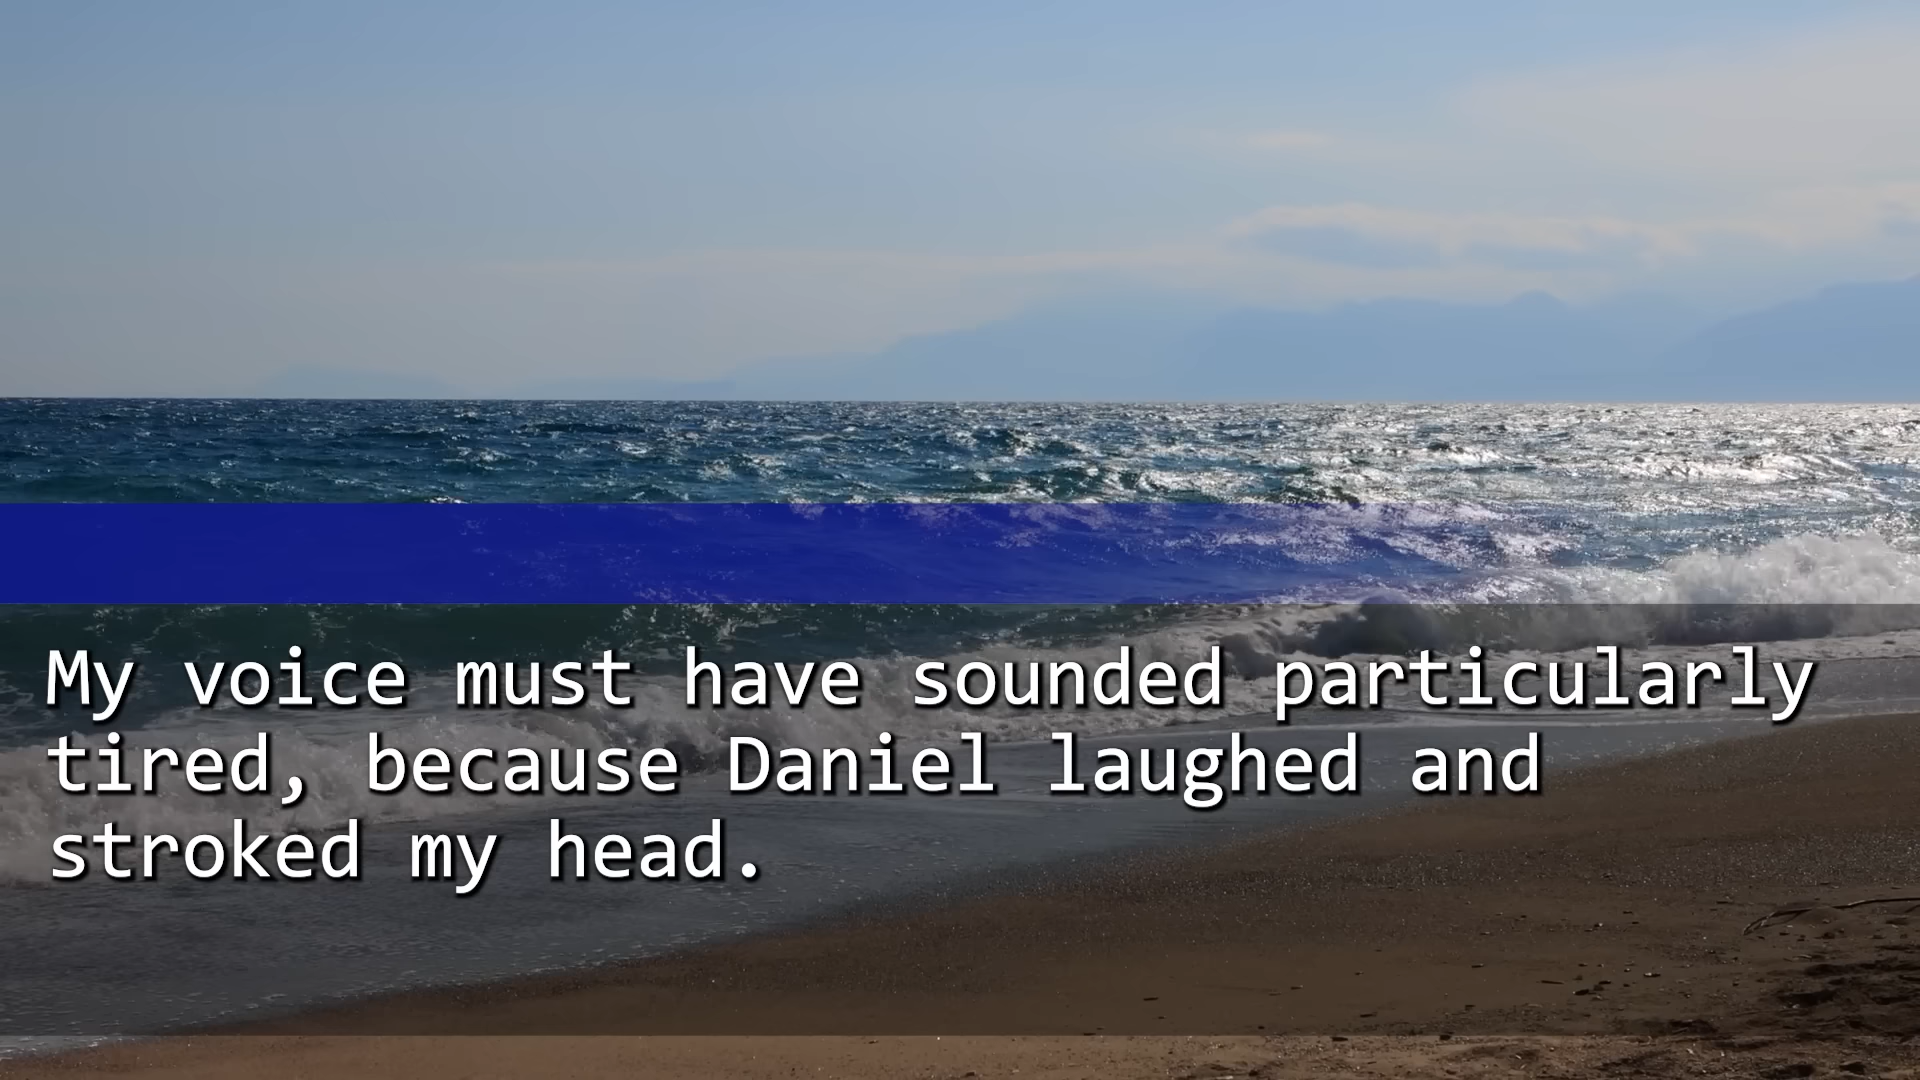 My voice must have sounded particularly
tired, because Daniel laughed and
stroked my head.